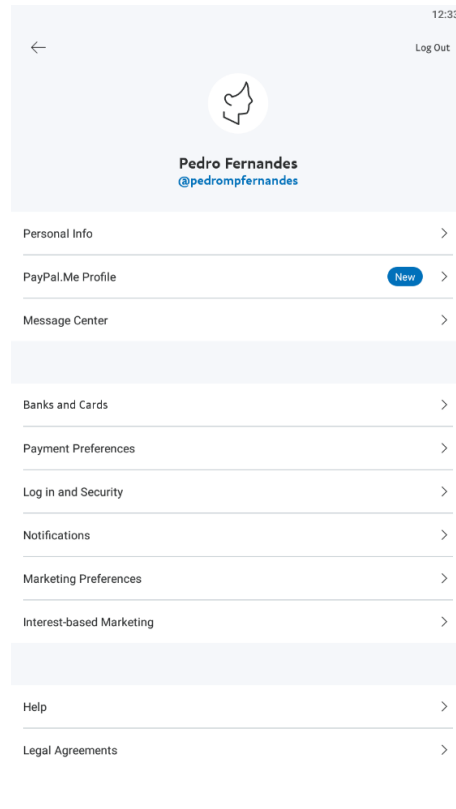 12:33
Log Out
Pedro Fernandes
@pedrompfernandes
Personal Info
PayPal.Me Profile New
Message Center
Banks and Cards
Payment Preferences
Log in and Security
Notifications
Marketing Preferences
Interest-based Marketing
Help
Legal Agreements